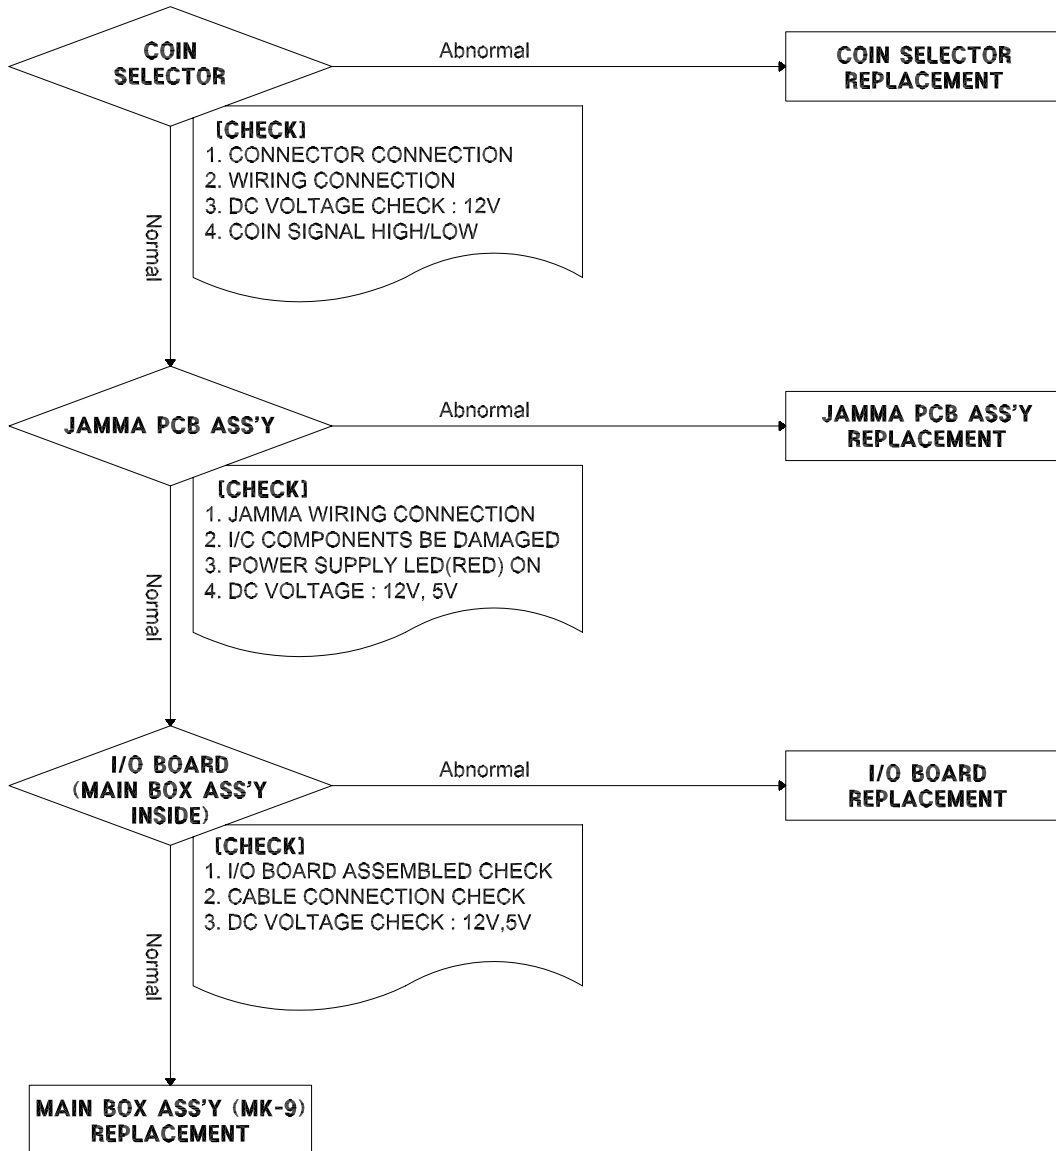 COIN
SELECTOR
Abnormal
COIN SELECTOR
REPLACEMENT
[CHECK]
1. CONNECTOR CONNECTION
2. WIRING CONNECTION
3. DC VOLTAGE CHECK : 12V
4. COIN SIGNAL HIGH/LOW
Normal
JAMMA PCB ASS'Y
Abnormal
JAMMA PCB ASS'Y
REPLACEMENT
[CHECK]
1. JAMMA WIRING CONNECTION
2. I/C COMPONENTS BE DAMAGED
3. POWER SUPPLY LED(RED) ON
4. DC VOLTAGE : 12V, 5V
Normal
I/O BOARD
(MAIN BOX ASS'Y
INSIDE)
Abnormal
I/O BOARD
REPLACEMENT
[CHECK]
1. I/O BOARD ASSEMBLED CHECK
2. CABLE CONNECTION CHECK
3. DC VOLTAGE CHECK : 12V,5V
Normal
MAIN BOX ASS'Y (MK-9)
REPLACEMENT